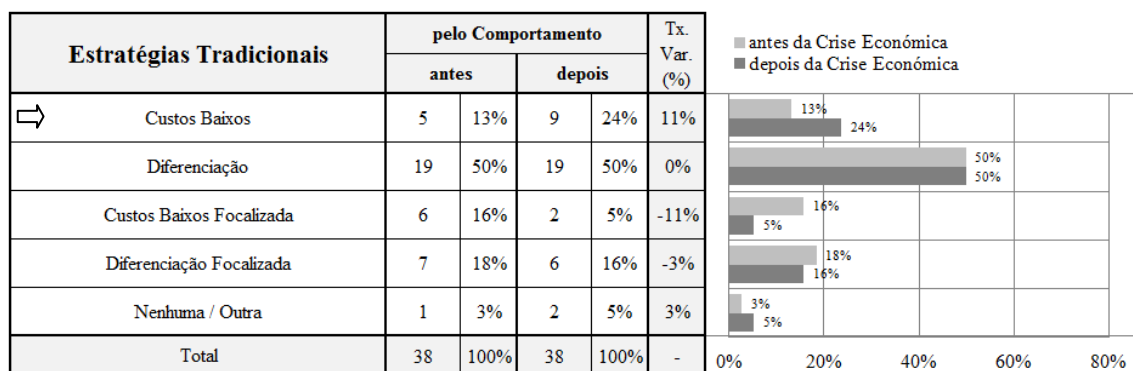 Estratégias Tradicionais
pelo Comportamento
antes depois
Tx.
Var.
(%)
Custos Baixos 5 13% 9 24% 11%
Diferenciação 19 50% 19 50% 0%
Custos Baixos Focalizada 6 16% 2 5% -11%
Diferenciação Focalizada 7 18% 6 16% -3%
Nenhuma / Outra 1 3% 2 5% 3%
Total 38 100% 38 100% -
antes da Crise Económica
depois da Crise Económica
13%
24%
50%
50%
16%
5%
18%
16%
3%
5%
0% 20% 40% 60% 80%